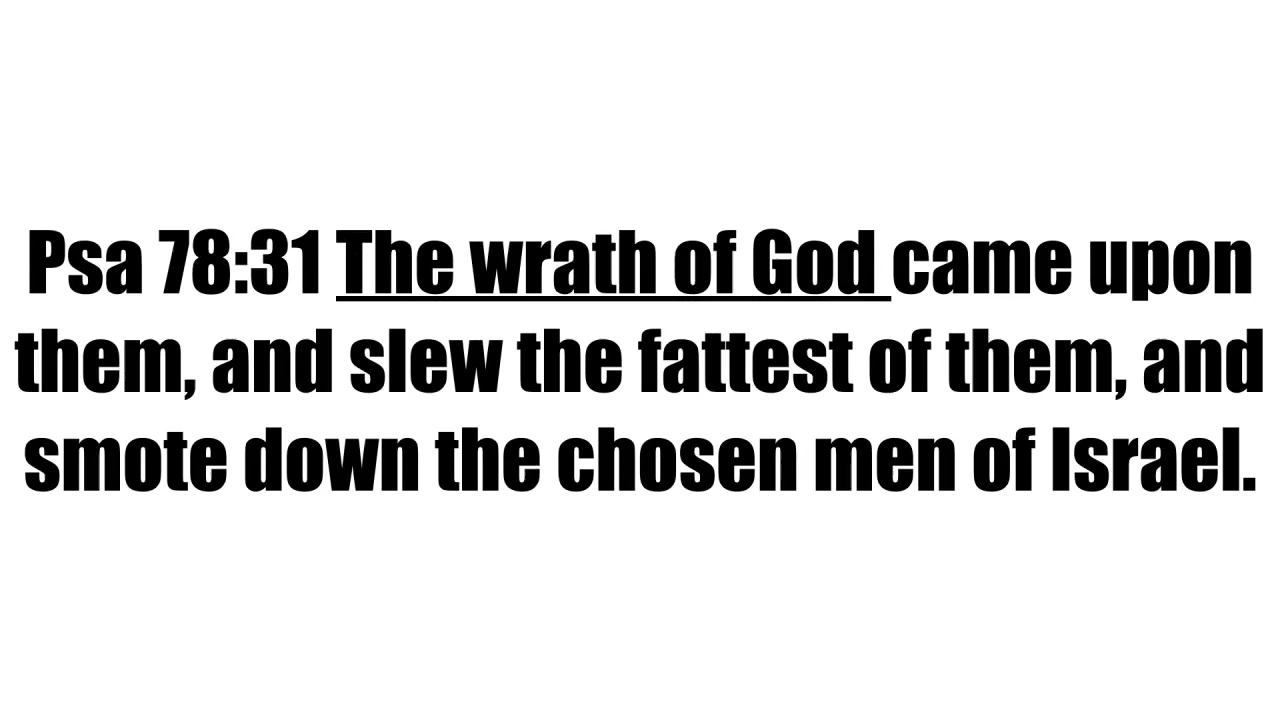 Psa 78:31 The wrath of God came upon
them, and slew the fattest of them, and
smote down the chosen men of Israel.